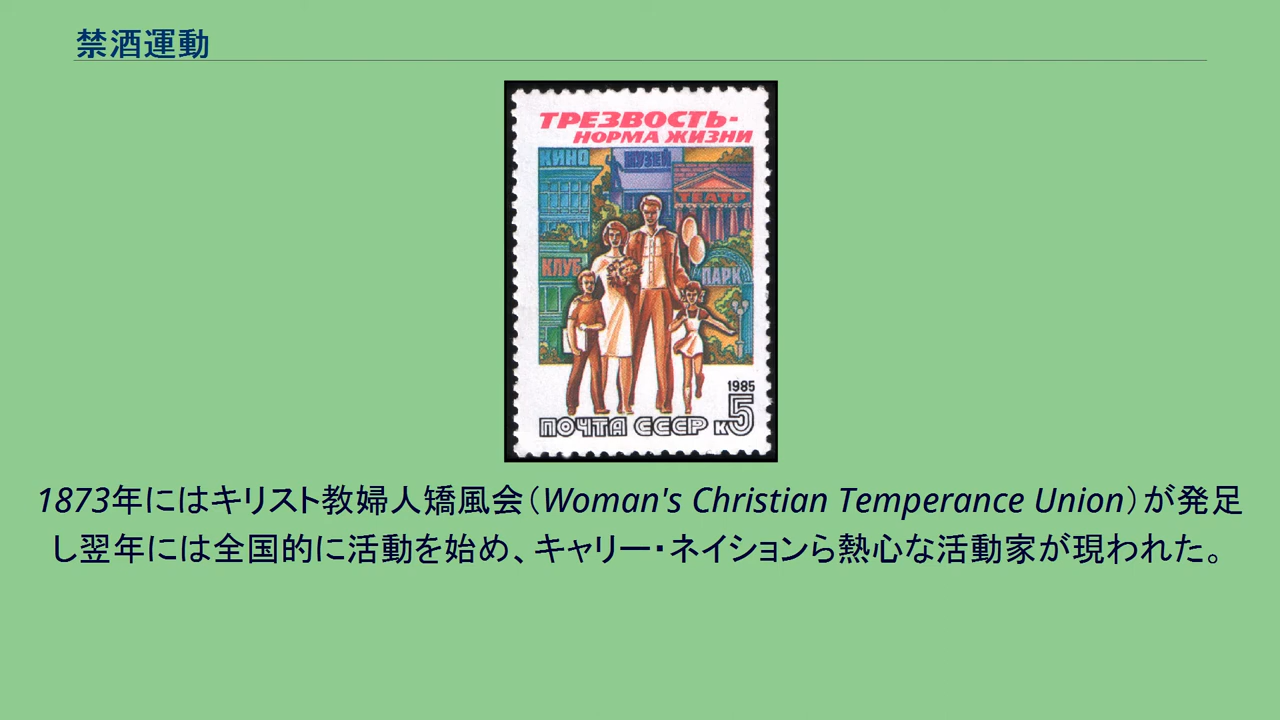 禁酒運動
ТРЕЗВОСТЬ-
НОРМА ЖИЗНИ
КИНО
МУЗЕЙ
ТЕАТР
КЛУБ
ПАРК
1985
ПОЧТА СССР К5
1873年にはキリスト教婦人矯風会（Woman's Christian Temperance Union）が発足
し翌年には全国的に活動を始め、キャリー・ネイションら熱心な活動家が現われた。